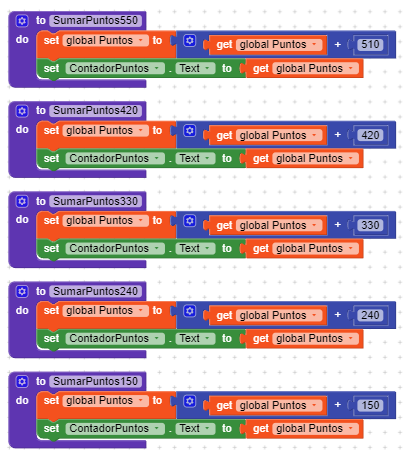 to SumarPuntos550
do set global Puntos to get global Puntos + 510
set ContadorPuntos . Text to get global Puntos
to SumarPuntos420
do set global Puntos to get global Puntos + 420
set ContadorPuntos . Text to get global Puntos
to SumarPuntos330
do set global Puntos to get global Puntos + 330
set ContadorPuntos . Text to get global Puntos
to SumarPuntos240
do set global Puntos to get global Puntos + 240
set ContadorPuntos . Text to get global Puntos
to SumarPuntos150
do set global Puntos to get global Puntos + 150
set ContadorPuntos . Text to get global Puntos